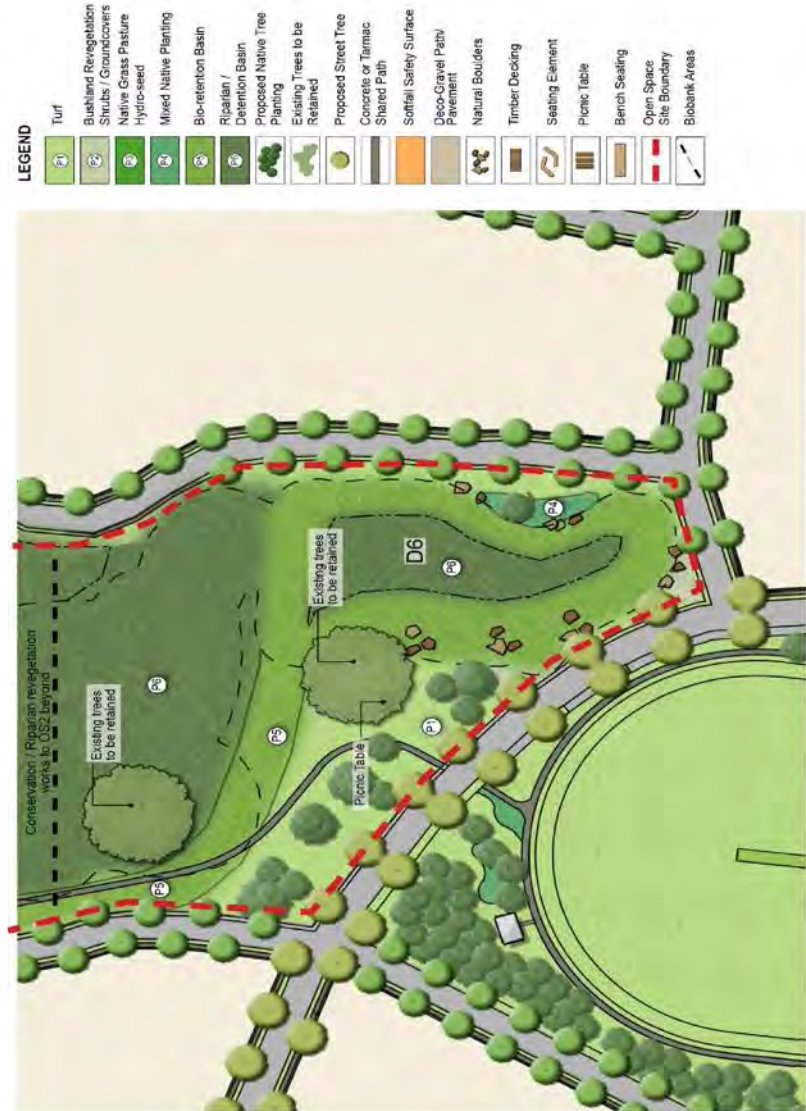 LEGEND
P1
Turf
P2
Bushland Revegetation
Shrubs / Groundcovers
P3
Native Grass Pasture
Hydro-seed
P4
Mixed Native Planting
P5
Bio-retention Basin
P6
Riparian /
Detention Basin
Proposed Native Tree
Planting
Existing Trees to be
Retained
Proposed Street Tree
Concrete or Tarmac
Shared Path
Softfall Safety Surface
Deco-Gravel Path/
Pavement
Natural Boulders
Timber Decking
Seating Element
Picnic Table
Bench Seating
Open Space
Site Boundary
Biobank Areas
Conservation / Riparian revegetation
works to OS2 beyond
Existing trees
to be retained
P6
P5
P5
Existing trees
to be retained
Picnic Table
P1
D6
P6
P4